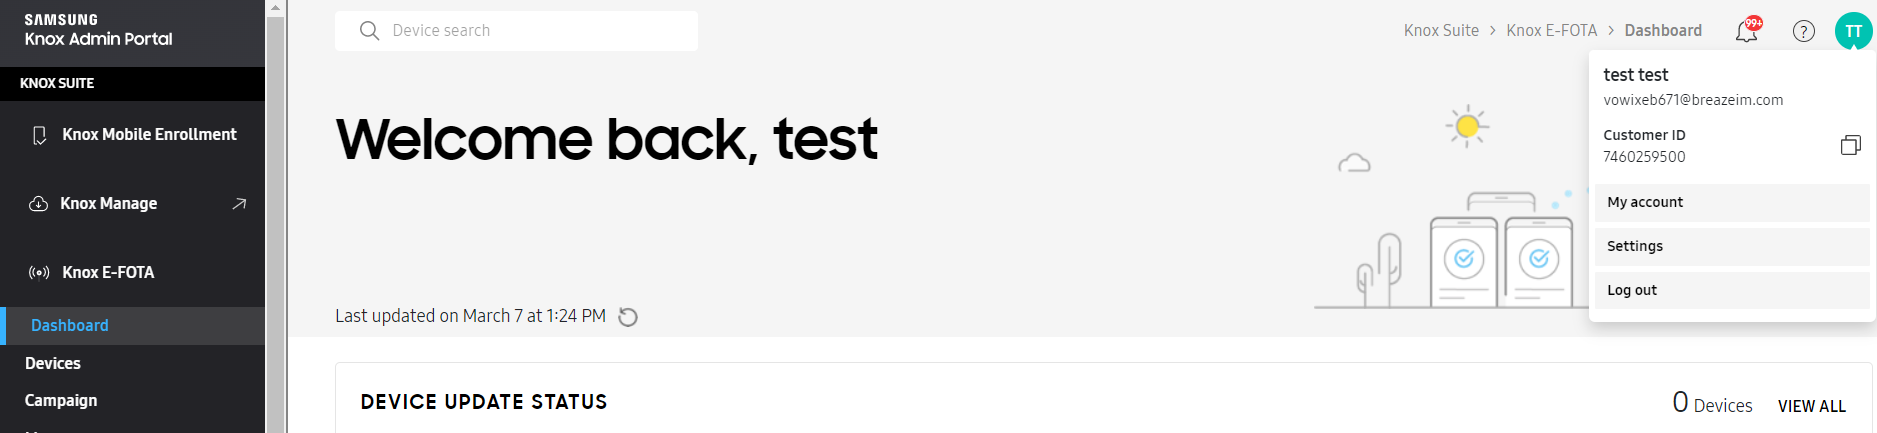 SAMSUNG
Knox Admin Portal
KNOX SUITE
Knox Mobile Enrollment
Knox Manage
Knox E-FOTA
Dashboard
Devices
Campaign
Device search
Knox Suite > Knox E-FOTA > Dashboard
99+
?
TT
Welcome back, test
Last updated on March 7 at 1:24 PM
test test
vowixeb671@breazeim.com
Customer ID
7460259500
My account
Settings
Log out
DEVICE UPDATE STATUS
0 Devices VIEW ALL